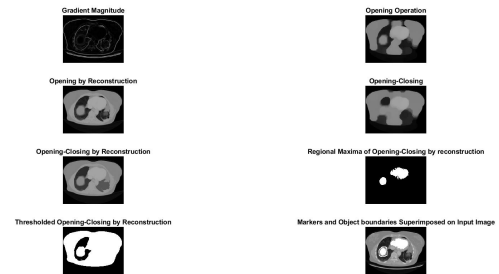 Gradient Magnitude
Opening Operation
Opening by Reconstruction
Opening-Closing
Opening-Closing by Reconstruction
Regional Maxima of Opening-Closing by reconstruction
Thresholded Opening-Closing by Reconstruction
Markers and Object boundaries Superimposed on Input Image